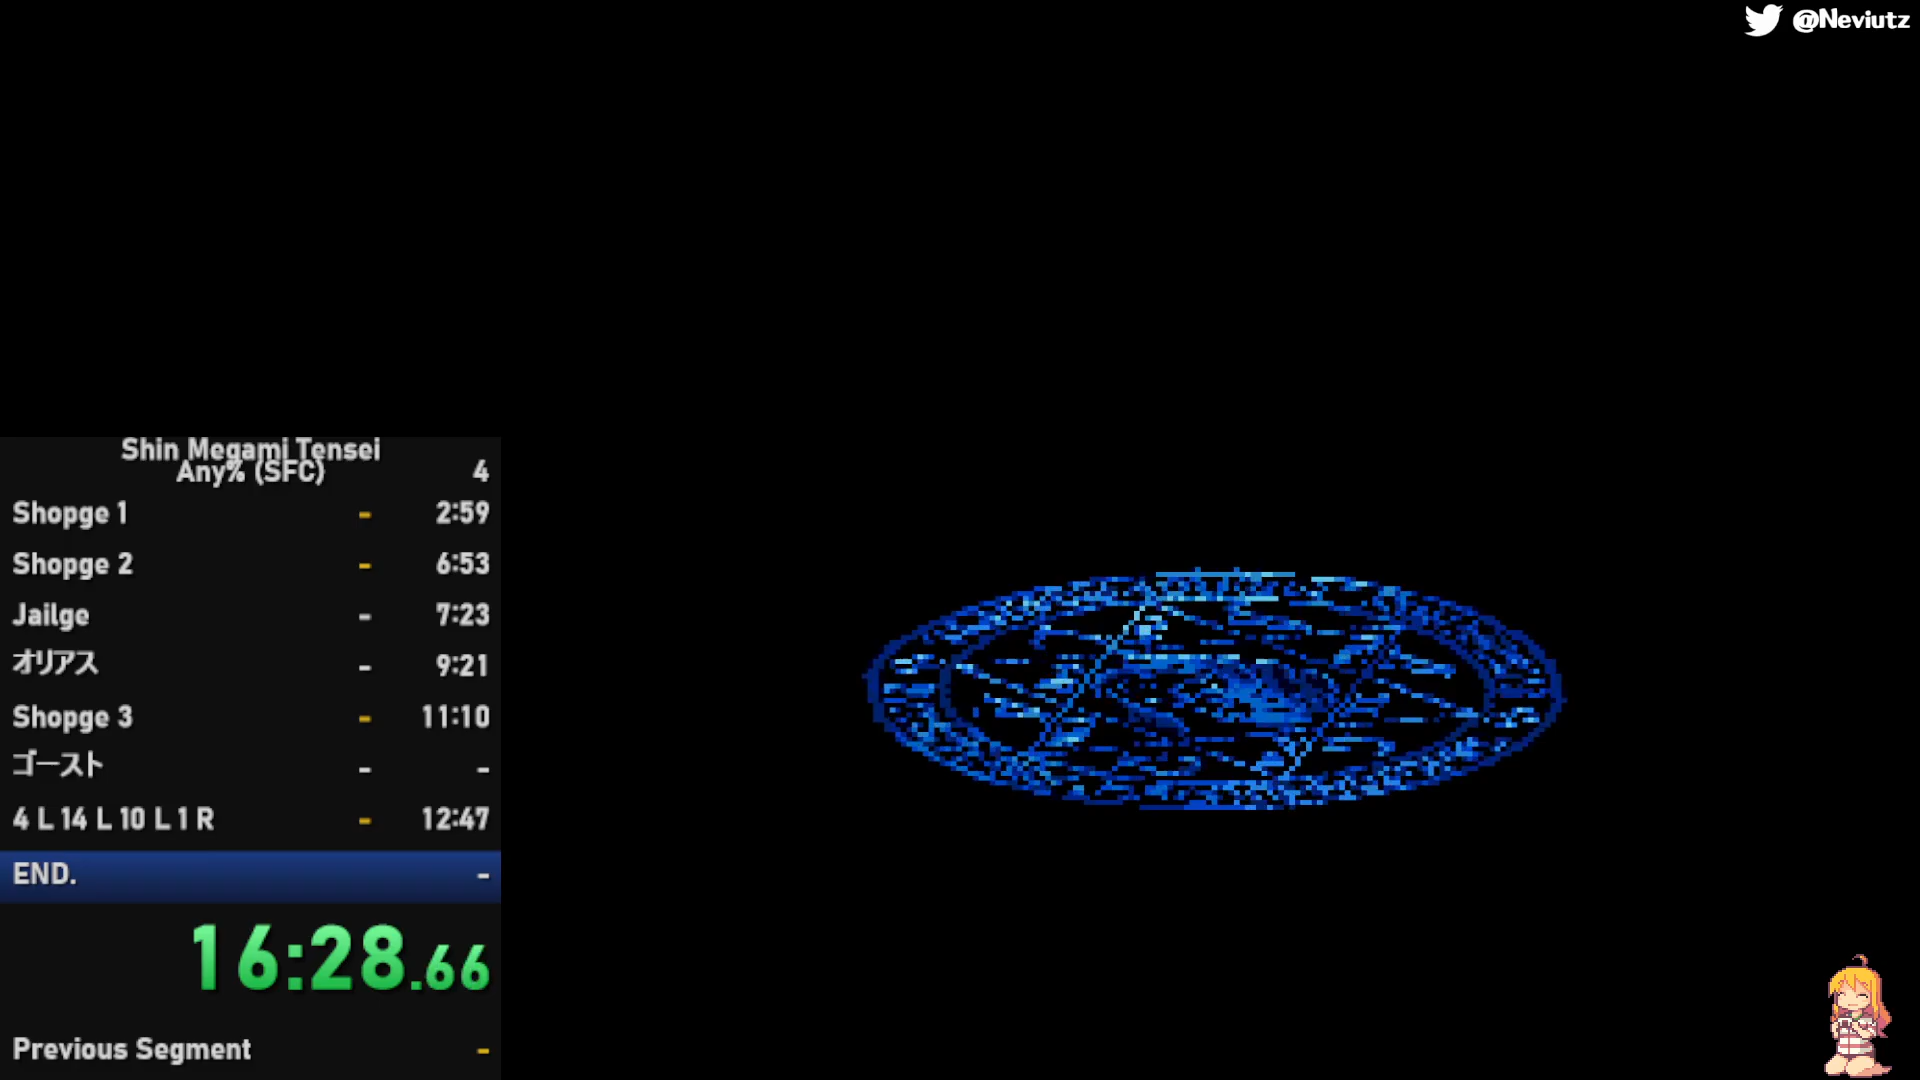 @Neviutz
Shin Megami Tensei
Any% (SFC) 4
Shopge 1 - 2:59
Shopge 2 - 6:53
Jailge - 7:23
オリアス - 9:21
Shopge 3 - 11:10
ゴースト - -
4 L 14 L 10 L 1 R - 12:47
END. -
16:28.66
Previous Segment -